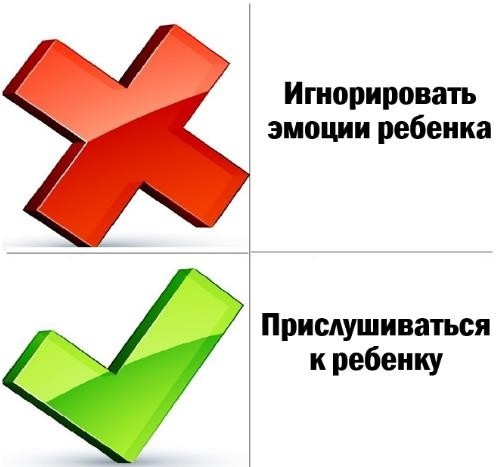 Игнорировать
эмоции ребенка
Прислушиваться
к ребенку